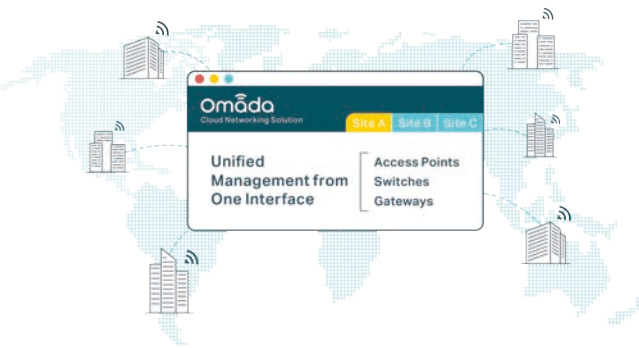 Omada
Cloud Networking Solution
Site A
Site B
Site C
Unified
Management from
One Interface
Access Points
Switches
Gateways